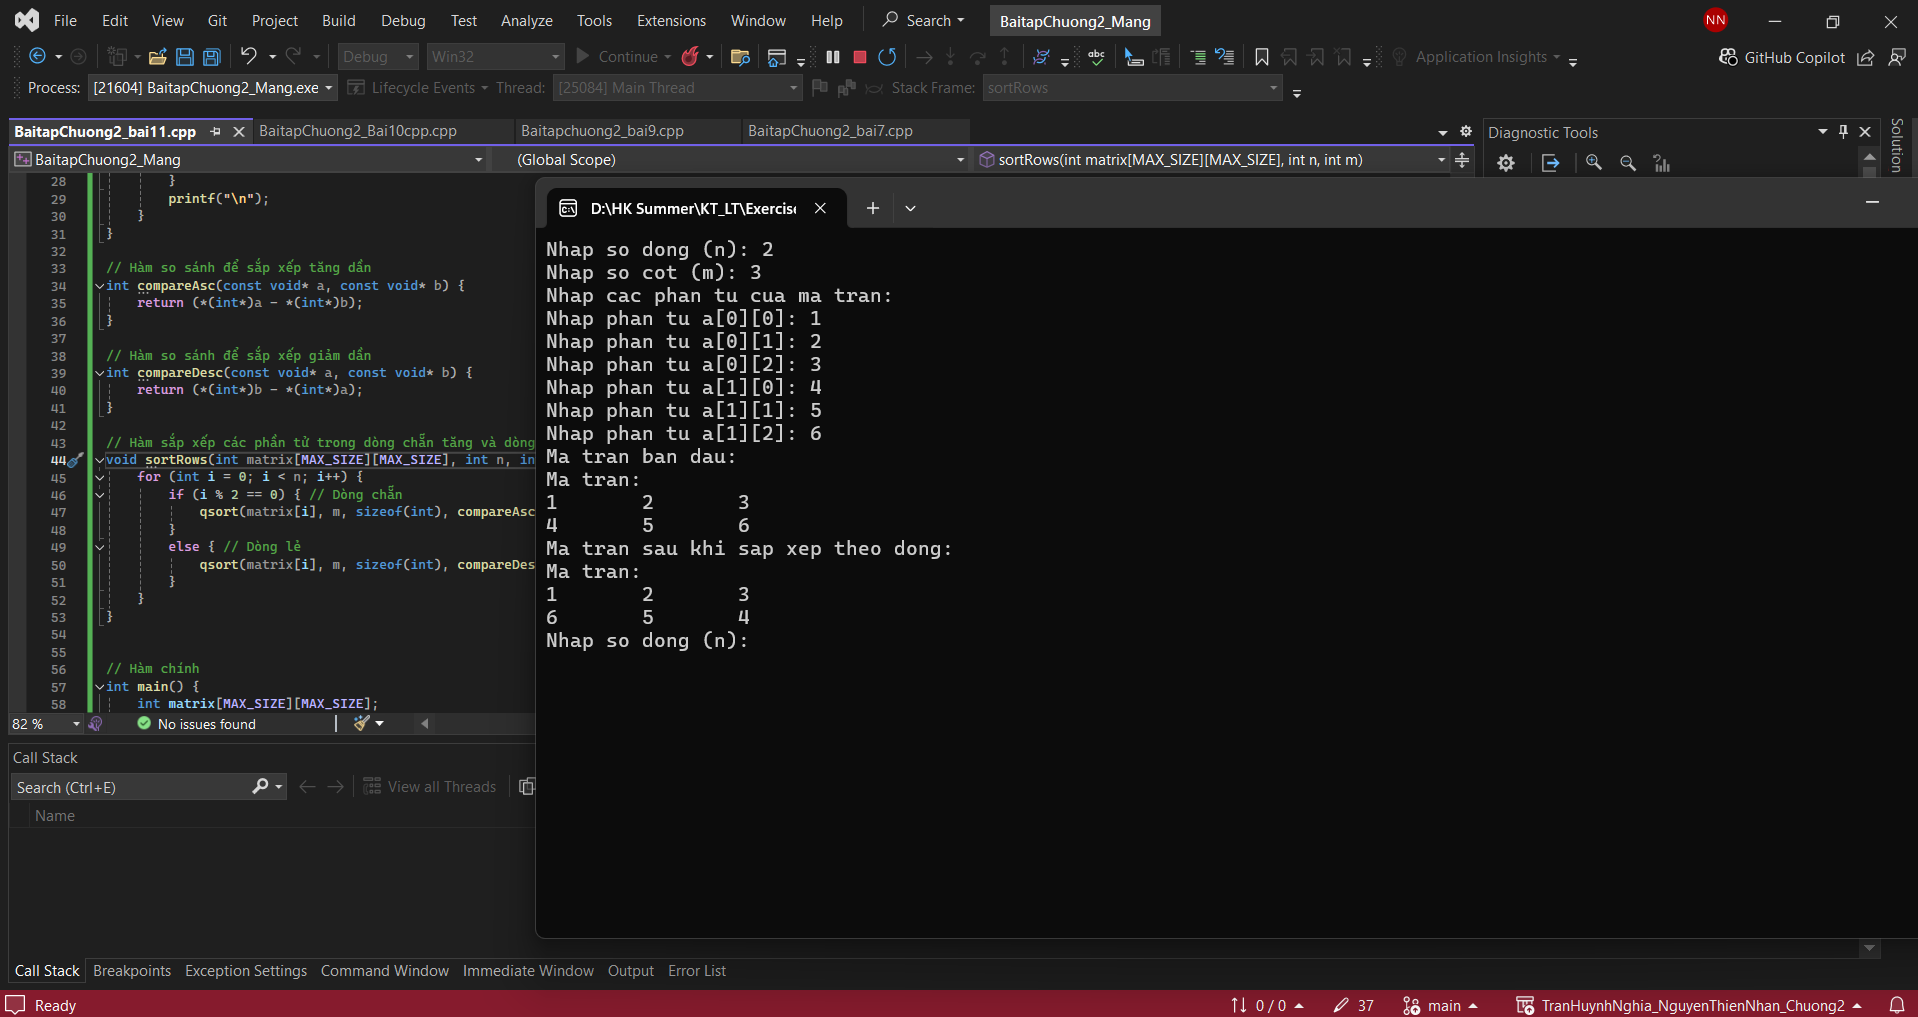 File Edit View Git Project Build Debug Test Analyze Tools Extensions Window Help Search BaitapChuong2_Mang NN
Debug Win32 Continue Application Insights GitHub Copilot
Process: [21604] BaitapChuong2_Mang.exe Lifecycle Events Thread: [25084] Main Thread Stack Frame: sortRows
BaitapChuong2_bai11.cpp BaitapChuong2_Bai10cpp.cpp Baitapchuong2_bai9.cpp BaitapChuong2_bai7.cpp
BaitapChuong2_Mang (Global Scope) sortRows(int matrix[MAX_SIZE][MAX_SIZE], int n, int m)
28 }
29 printf("\n");
30 }
31 }
32
33 // Hàm so sánh để sắp xếp tăng dần
34 int compareAsc(const void* a, const void* b) {
35 return (*(int*)a - *(int*)b);
36 }
37
38 // Hàm so sánh để sắp xếp giảm dần
39 int compareDesc(const void* a, const void* b) {
40 return (*(int*)b - *(int*)a);
41 }
42
43 // Hàm sắp xếp các phần tử trong dòng chẵn tăng và dòng
44 void sortRows(int matrix[MAX_SIZE][MAX_SIZE], int n, in
45 for (int i = 0; i < n; i++) {
46 if (i % 2 == 0) { // Dòng chẵn
47 qsort(matrix[i], m, sizeof(int), compareAsc
48 }
49 else { // Dòng lẻ
50 qsort(matrix[i], m, sizeof(int), compareDes
51 }
52 }
53 }
54
55
56 // Hàm chính
57 int main() {
58 int matrix[MAX_SIZE][MAX_SIZE];
82 % No issues found
Call Stack
Search (Ctrl+E) View all Threads
Name
Call Stack Breakpoints Exception Settings Command Window Immediate Window Output Error List
Diagnostic Tools
Solution
D:\HK Summer\KT_LT\Exercise
Nhap so dong (n): 2
Nhap so cot (m): 3
Nhap cac phan tu cua ma tran:
Nhap phan tu a[0][0]: 1
Nhap phan tu a[0][1]: 2
Nhap phan tu a[0][2]: 3
Nhap phan tu a[1][0]: 4
Nhap phan tu a[1][1]: 5
Nhap phan tu a[1][2]: 6
Ma tran ban dau:
Ma tran:
1 2 3
4 5 6
Ma tran sau khi sap xep theo dong:
Ma tran:
1 2 3
6 5 4
Nhap so dong (n):
Ready 0 / 0 37 main TranHuynhNghia_NguyenThienNhan_Chuong2